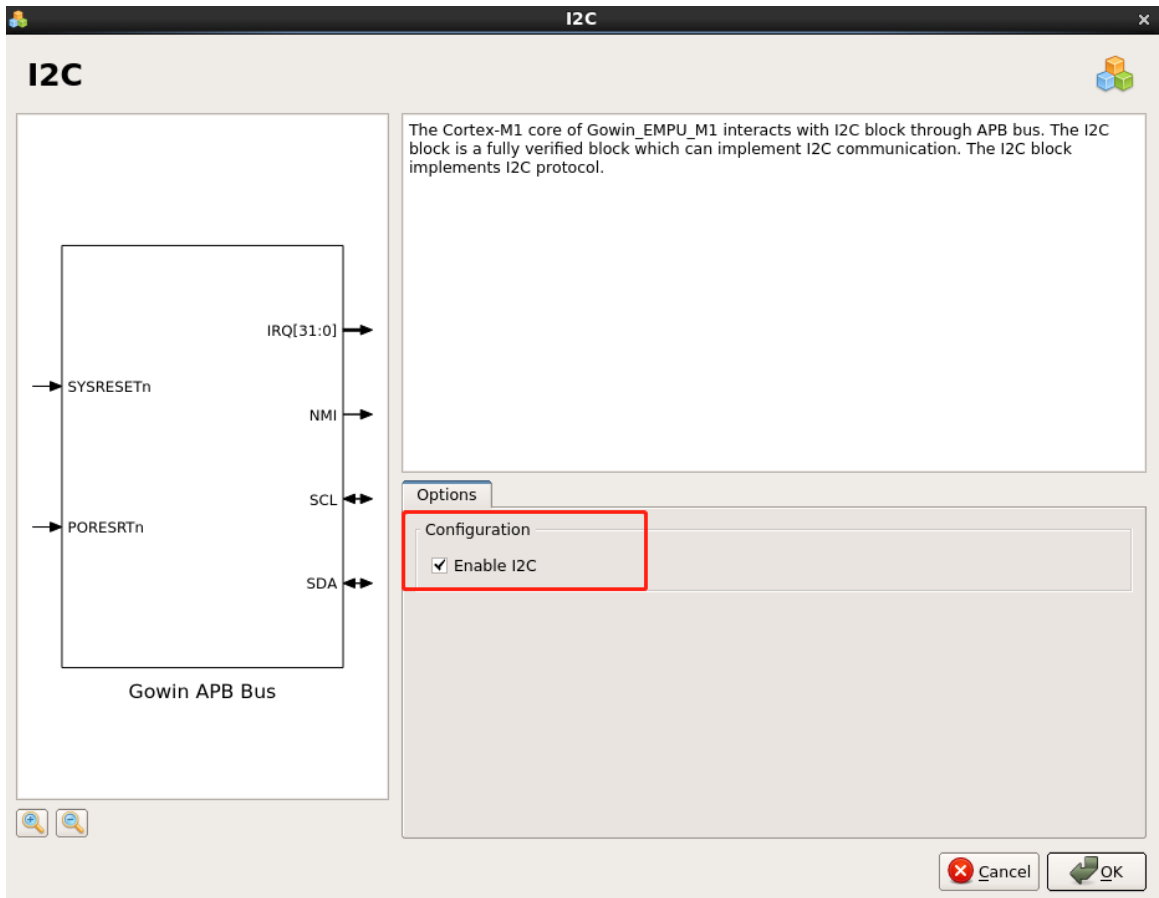 I2C
I2C
The Cortex-M1 core of Gowin_EMPU_M1 interacts with I2C block through APB bus. The I2C
block is a fully verified block which can implement I2C communication. The I2C block
implements I2C protocol.
IRQ[31:0]
SYSRESETn
NMI
SCL
PORESRTn
SDA
Gowin APB Bus
Options
Configuration
Enable I2C
Cancel
OK